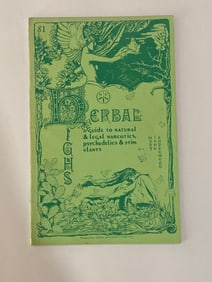 $1
HERBAL
HIGHS
a GUIDE TO NATURAL
& LEGAL NARCOTICS,
PSYCHEDELICS & STIM
ULANTS